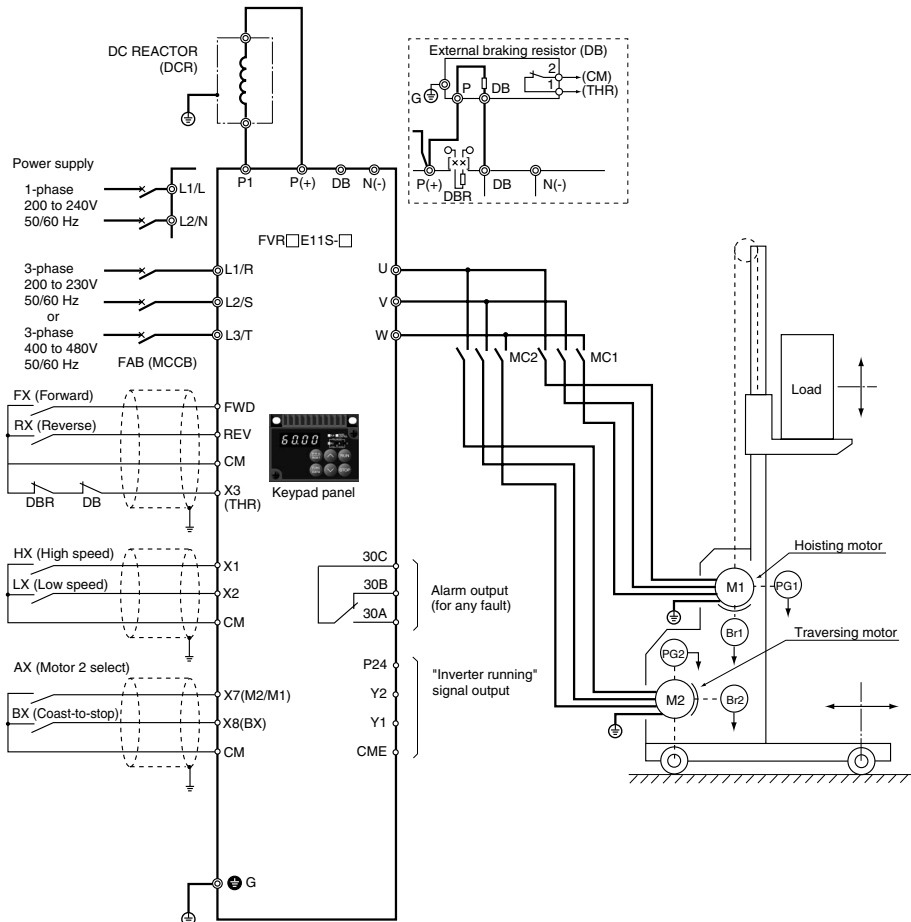 DC REACTOR
(DCR)
External braking resistor (DB)
2
1
(CM)
(THR)
G
P
DB
P(+)
DBR
DB
N(-)
Power supply
1-phase
200 to 240V
50/60 Hz
L1/L
L2/N
P1
P(+)
DB
N(-)
FVR□E11S-□
3-phase
200 to 230V
50/60 Hz
or
3-phase
400 to 480V
50/60 Hz
FAB (MCCB)
L1/R
L2/S
L3/T
U
V
W
MC2
MC1
Load
FX (Forward)
RX (Reverse)
DBR
DB
FWD
REV
CM
X3
(THR)
60.00
Keypad panel
HX (High speed)
LX (Low speed)
X1
X2
CM
30C
30B
30A
Alarm output
(for any fault)
Hoisting motor
M1
PG1
Br1
Traversing motor
PG2
M2
Br2
AX (Motor 2 select)
BX (Coast-to-stop)
X7(M2/M1)
X8(BX)
CM
P24
Y2
Y1
CME
"Inverter running"
signal output
G